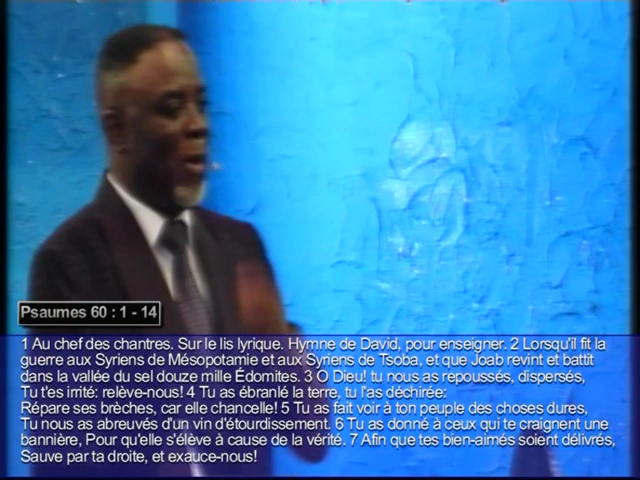 Psaumes 60 : 1 - 14
1 Au chef des chantres. Sur le lis lyrique. Hymne de David, pour enseigner. 2 Lorsqu'il fit la
guerre aux Syriens de Mésopotamie et aux Syriens de Tsoba, et que Joab revint et battit
dans la vallée du sel douze mille Édomites. 3 O Dieu! tu nous as repoussés, dispersés,
Tu t'es irrité: relève-nous! 4 Tu as ébranlé la terre, tu l'as déchirée:
Répare ses brèches, car elle chancelle! 5 Tu as fait voir à ton peuple des choses dures,
Tu nous as abreuvés d'un vin d'étourdissement. 6 Tu as donné à ceux qui te craignent une
bannière, Pour qu'elle s'élève à cause de la vérité. 7 Afin que tes bien-aimés soient délivrés,
Sauve par ta droite, et exauce-nous!